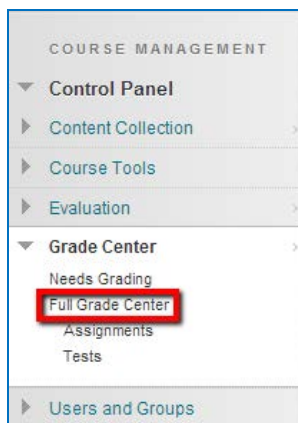 COURSE MANAGEMENT
Control Panel
Content Collection
Course Tools
Evaluation
Grade Center
Needs Grading
Full Grade Center
Assignments
Tests
Users and Groups